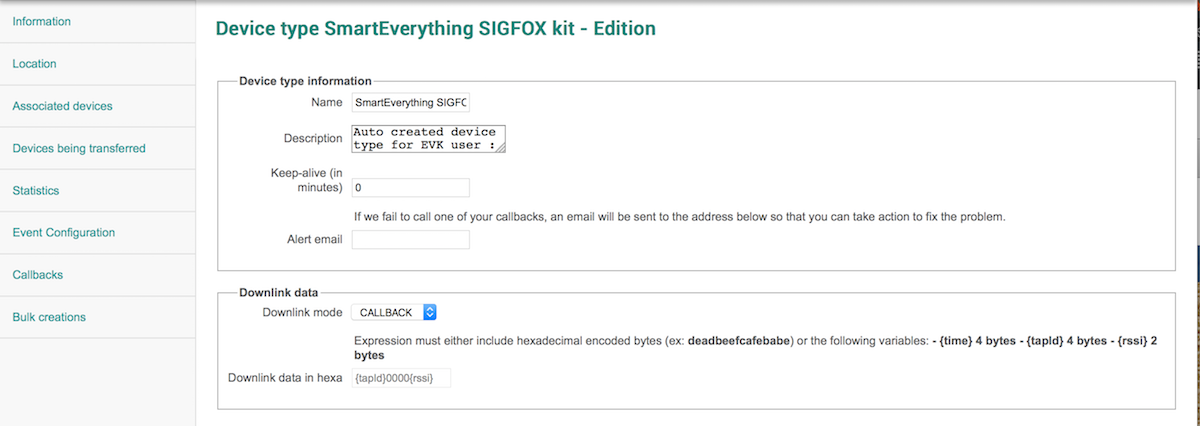 Information
Location
Associated devices
Devices being transferred
Statistics
Event Configuration
Callbacks
Bulk creations
Device type SmartEverything SIGFOX kit - Edition
Device type information
Name SmartEverything SIGFC
Description Auto created device
type for EVK user :
Keep-alive (in
minutes) 0
If we fail to call one of your callbacks, an email will be sent to the address below so that you can take action to fix the problem.
Alert email
Downlink data
Downlink mode CALLBACK
Expression must either include hexadecimal encoded bytes (ex: deadbeefcafebabe) or the following variables: - {time} 4 bytes - {tapId} 4 bytes - {rssi} 2
bytes
Downlink data in hexa {tapId}0000{rssi}